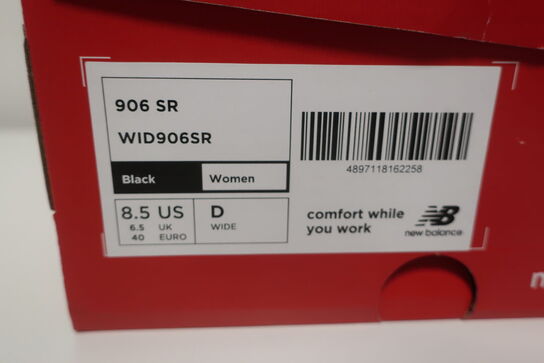 906 SR
WID906SR
Black Women
8.5 US D
6.5 UK WIDE
40 EURO
4897118162258
comfort while
you work
NB
new balance